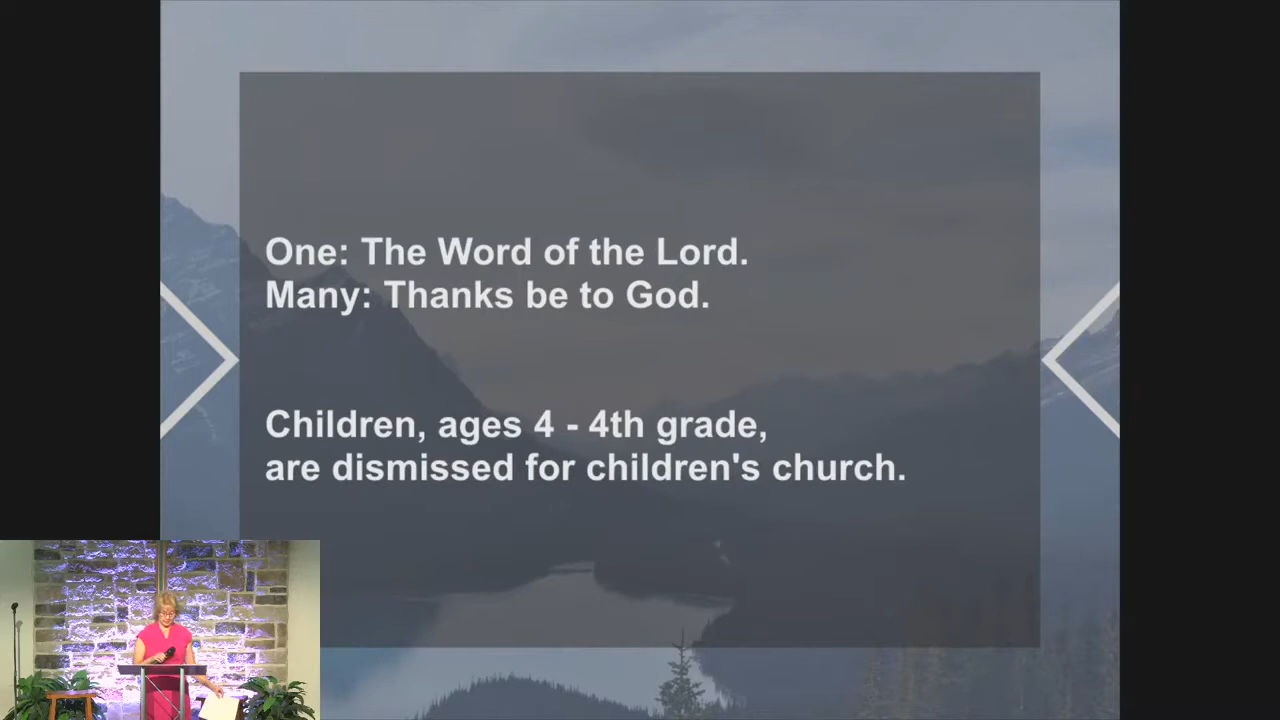 One: The Word of the Lord.
Many: Thanks be to God.
Children, ages 4 - 4th grade,
are dismissed for children's church.